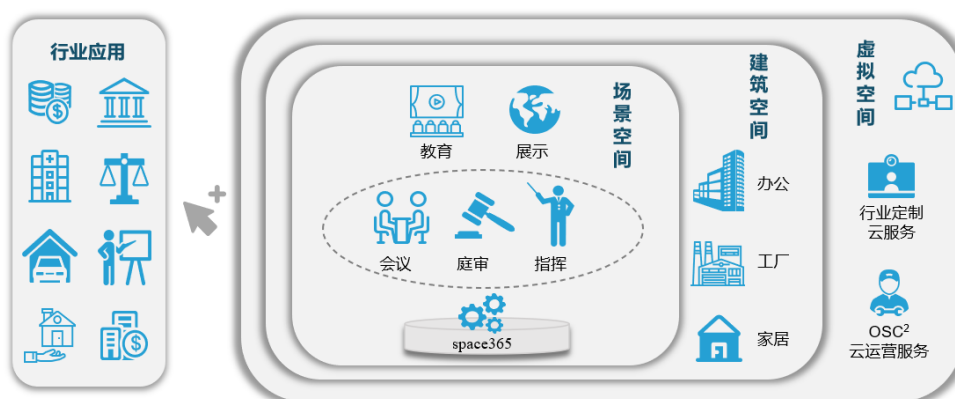 行业应用
场景空间
教育
展示
会议
庭审
指挥
space365
建筑空间
办公
工厂
家居
虚拟空间
行业定制
云服务
OSC²
云运营服务